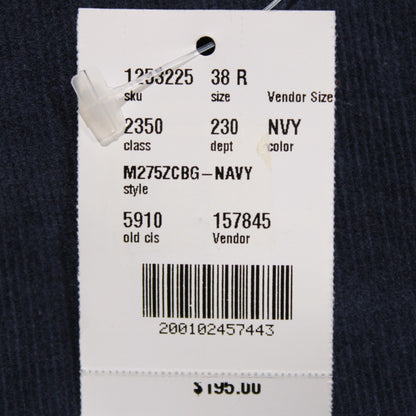 1253225 38 R
sku size Vendor Size
2350 230 NVY
class dept color
M275ZCBG-NAVY
style
5910 157845
old cls Vendor
200102457443
$195.00